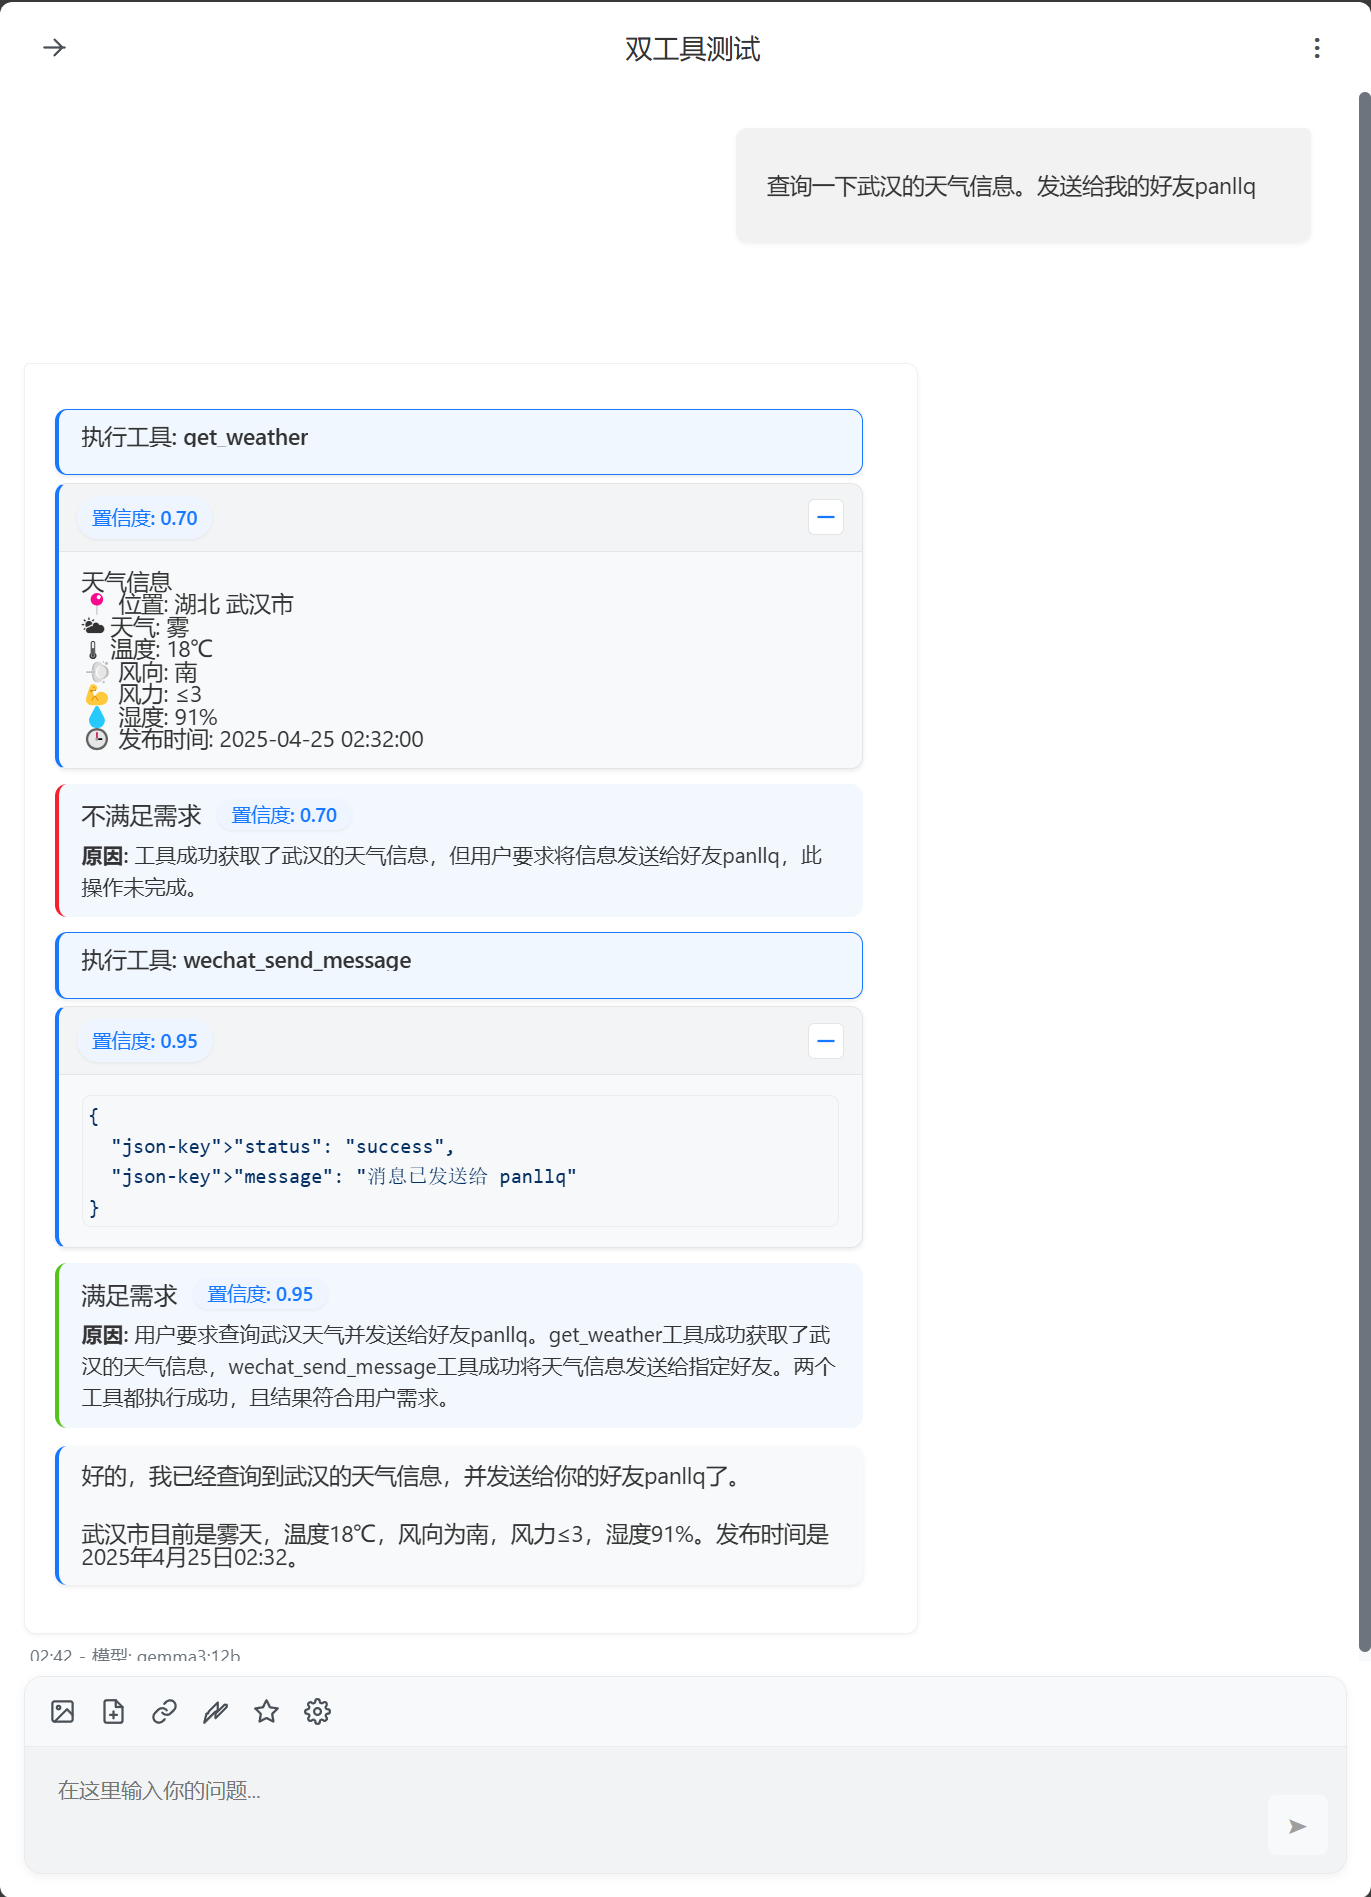 双工具测试
查询一下武汉的天气信息。发送给我的好友panllq
执行工具: get_weather
置信度: 0.70
天气信息
📍 位置: 湖北 武汉市
🌥 天气: 雾
🌡 温度: 18℃
🌬 风向: 南
💪 风力: ≤3
💧 湿度: 91%
🕒 发布时间: 2025-04-25 02:32:00
不满足需求 置信度: 0.70
原因: 工具成功获取了武汉的天气信息，但用户要求将信息发送给好友panllq，此
操作未完成。
执行工具: wechat_send_message
置信度: 0.95
{
"json-key">"status": "success",
"json-key">"message": "消息已发送给 panllq"
}
满足需求 置信度: 0.95
原因: 用户要求查询武汉天气并发送给好友panllq。get_weather工具成功获取了武
汉的天气信息，wechat_send_message工具成功将天气信息发送给指定好友。两个
工具都执行成功，且结果符合用户需求。
好的，我已经查询到武汉的天气信息，并发送给你的好友panllq了。
武汉市目前是雾天，温度18℃，风向为南，风力≤3，湿度91%。发布时间是
2025年4月25日02:32。
02:42 - 模型: gemma3:12b
在这里输入你的问题...